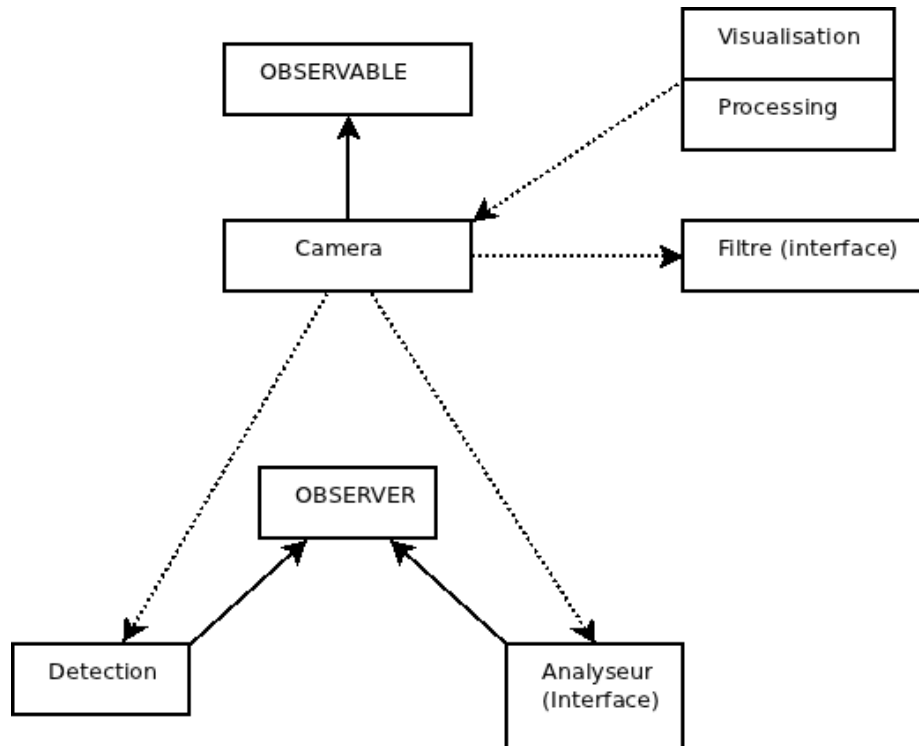 OBSERVABLE
Visualisation
Processing
Camera
Filtre (interface)
OBSERVER
Detection
Analyseur
(Interface)